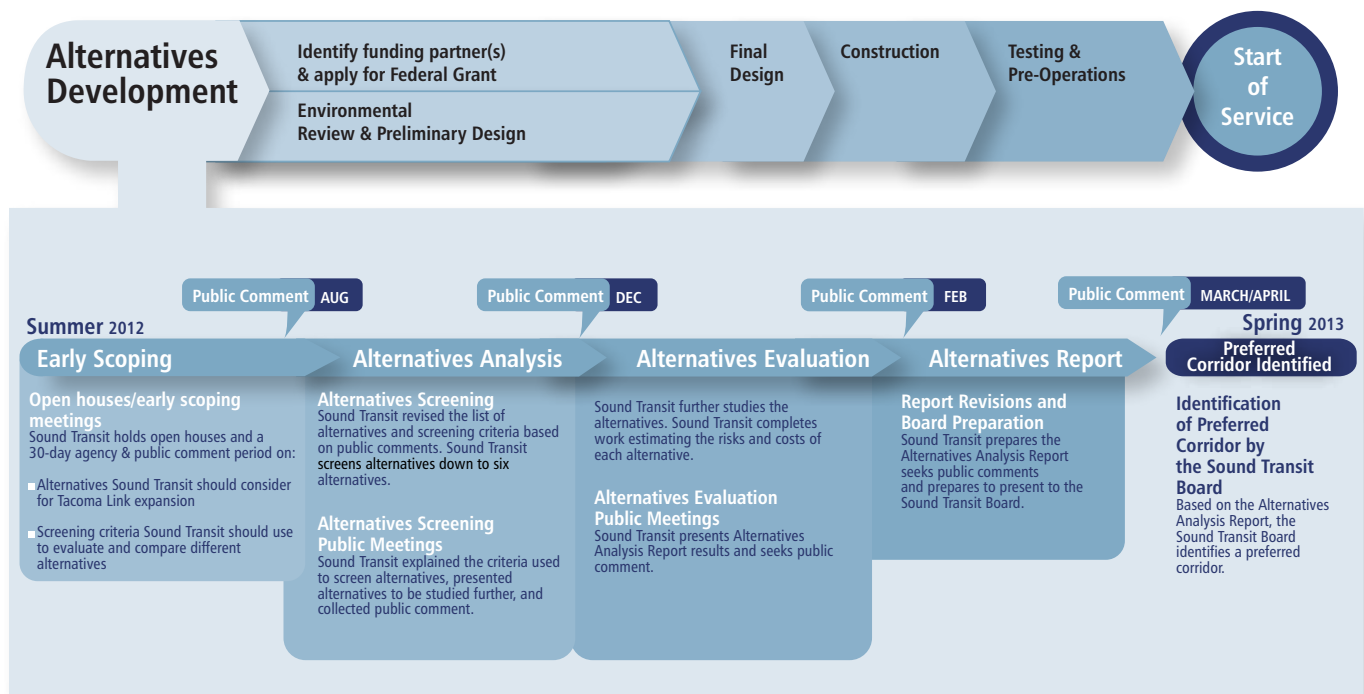 Alternatives
Development
Identify funding partner(s)
& apply for Federal Grant
Environmental
Review & Preliminary Design
Final
Design
Construction
Testing &
Pre-Operations
Start
of
Service
Public Comment AUG
Public Comment DEC
Public Comment FEB
Public Comment MARCH/APRIL
Summer 2012
Spring 2013
Early Scoping
Open houses/early scoping
meetings
Sound Transit holds open houses and a
30-day agency & public comment period on:
Alternatives Sound Transit should consider
for Tacoma Link expansion
Screening criteria Sound Transit should use
to evaluate and compare different
alternatives
Alternatives Analysis
Alternatives Screening
Sound Transit revised the list of
alternatives and screening criteria based
on public comments. Sound Transit
screens alternatives down to six
alternatives.
Alternatives Screening
Public Meetings
Sound Transit explained the criteria used
to screen alternatives, presented
alternatives to be studied further, and
collected public comment.
Alternatives Evaluation
Sound Transit further studies the
alternatives. Sound Transit completes
work estimating the risks and costs of
each alternative.
Alternatives Evaluation
Public Meetings
Sound Transit presents Alternatives
Analysis Report results and seeks public
comment.
Alternatives Report
Report Revisions and
Board Preparation
Sound Transit prepares the
Alternatives Analysis Report
seeks public comments
and prepares to present to the
Sound Transit Board.
Preferred
Corridor Identified
Identification
of Preferred
Corridor by
the Sound Transit
Board
Based on the Alternatives
Analysis Report, the
Sound Transit Board
identifies a preferred
corridor.